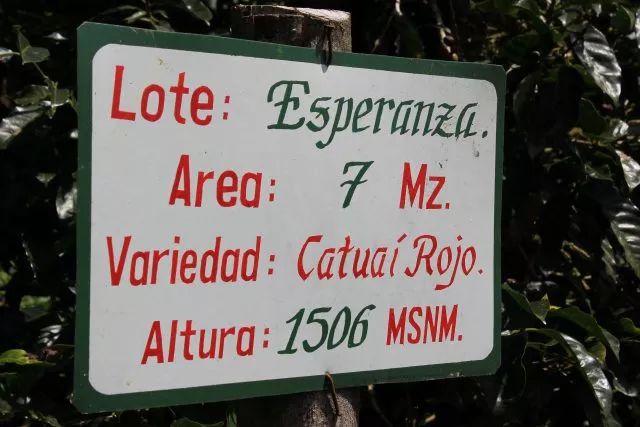 Lote: Esperanza.
Area: 7 Mz.
Variedad: Catuaí Rojo.
Altura: 1506 MSNM.